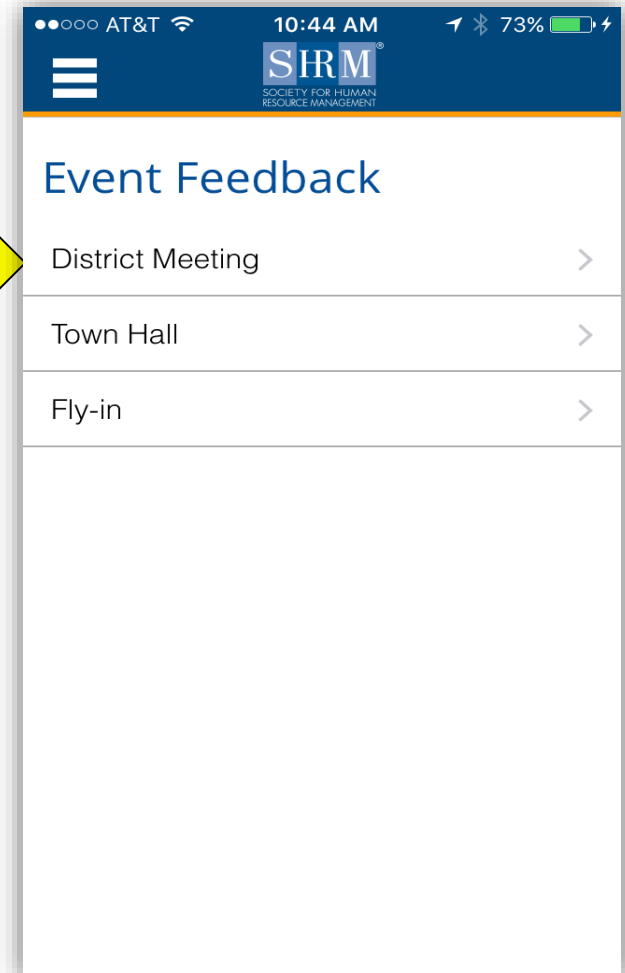 AT&T 10:44 AM 73%
SHRM®
SOCIETY FOR HUMAN
RESOURCE MANAGEMENT
Event Feedback
District Meeting
Town Hall
Fly-in